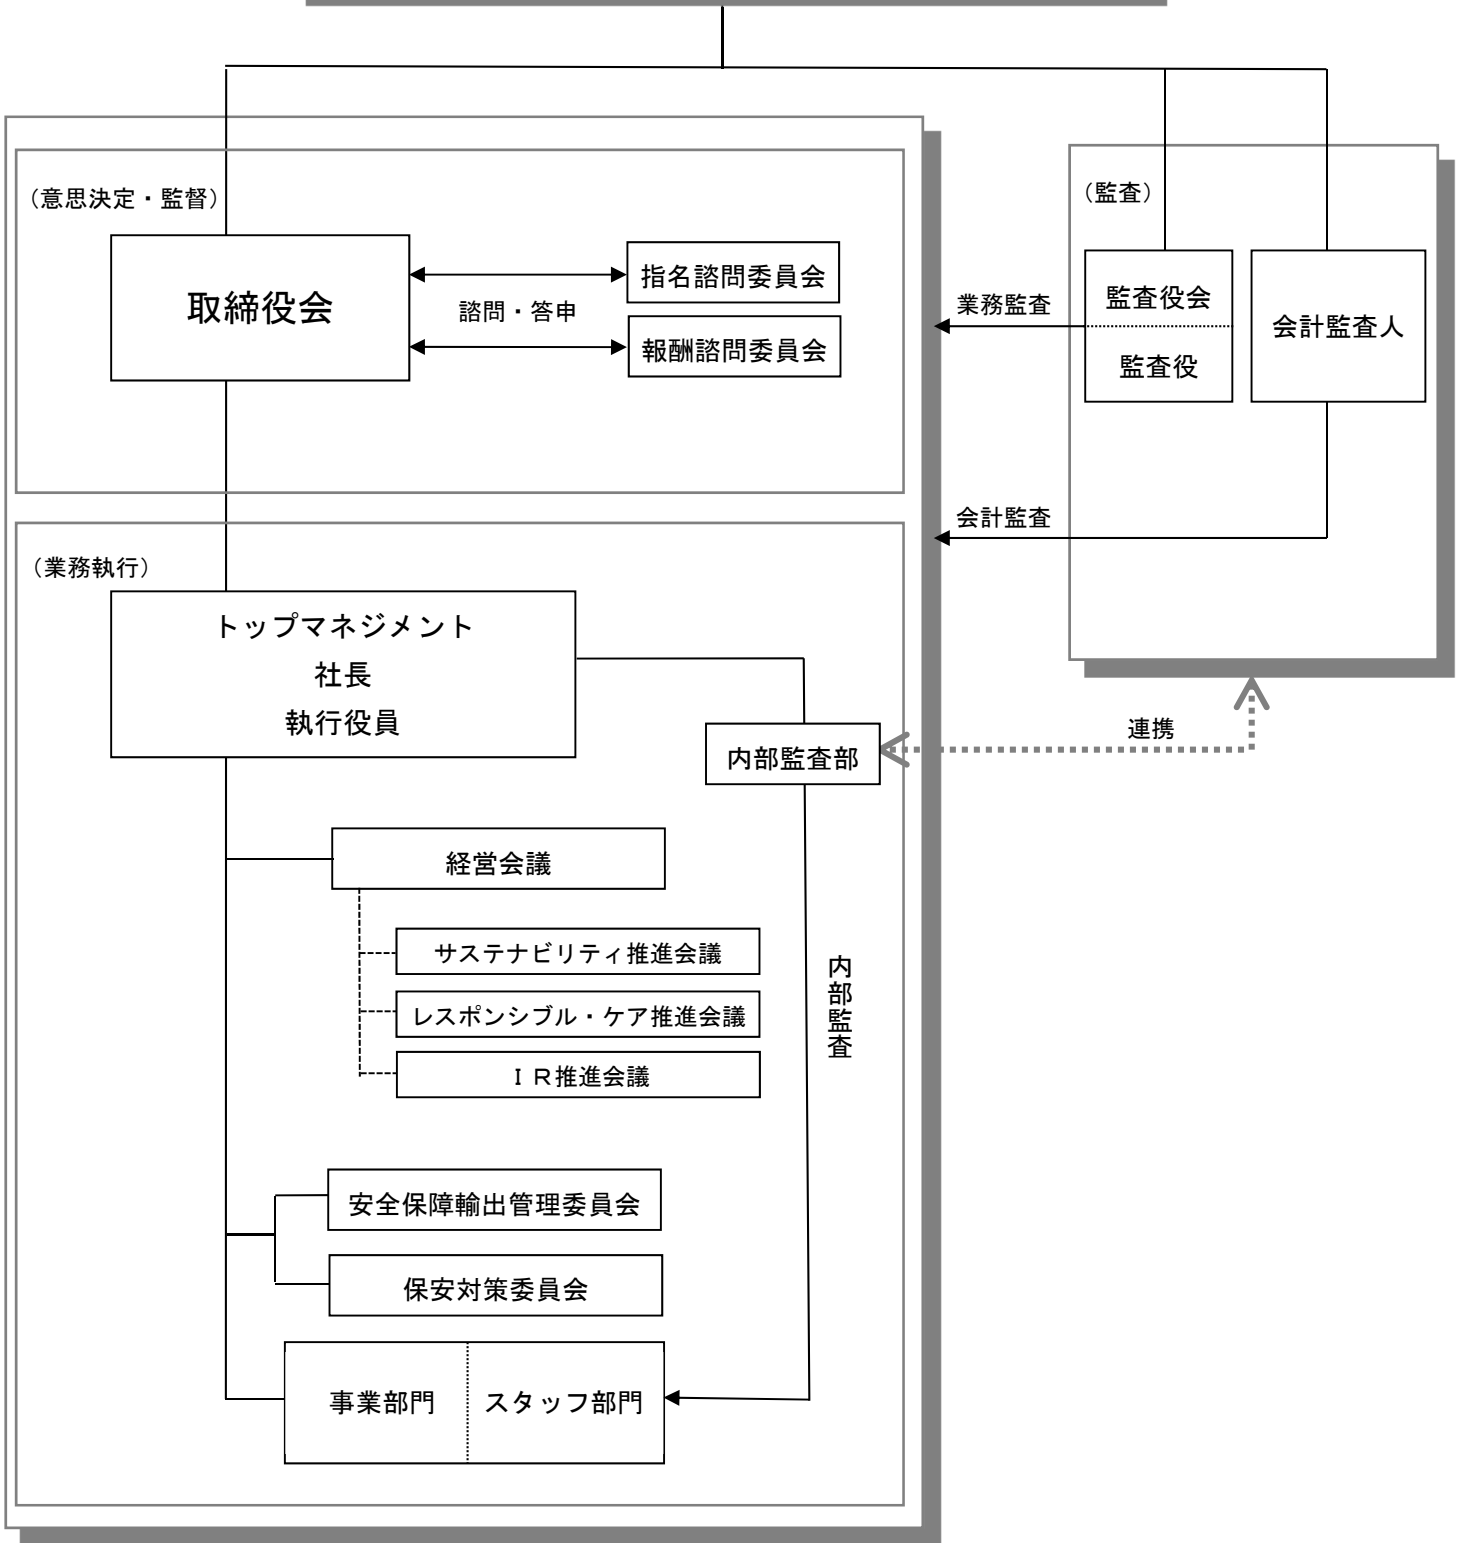 （意思決定・監督）
取締役会
諮問・答申
指名諮問委員会
報酬諮問委員会
（監査）
監査役会
監査役
会計監査人
業務監査
会計監査
（業務執行）
トップマネジメント
社長
執行役員
内部監査部
連携
経営会議
サステナビリティ推進会議
レスポンシブル・ケア推進会議
ＩＲ推進会議
内部監査
安全保障輸出管理委員会
保安対策委員会
事業部門
スタッフ部門